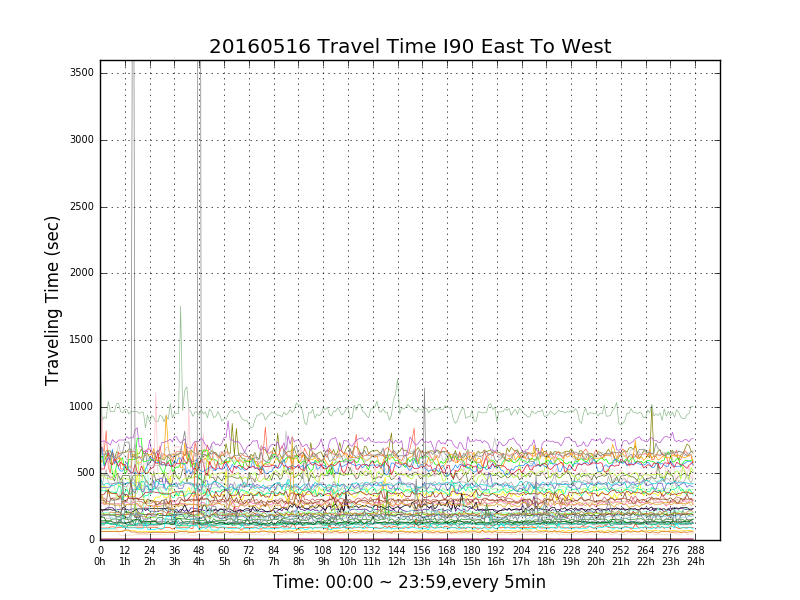 20160516 Travel Time I90 East To West
Traveling Time (sec)
3500
3000
2500
2000
1500
1000
500
0
0 12 24 36 48 60 72 84 96 108 120 132 144 156 168 180 192 204 216 228 240 252 264 276 288
0h 1h 2h 3h 4h 5h 6h 7h 8h 9h 10h 11h 12h 13h 14h 15h 16h 17h 18h 19h 20h 21h 22h 23h 24h
Time: 00:00 ~ 23:59,every 5min